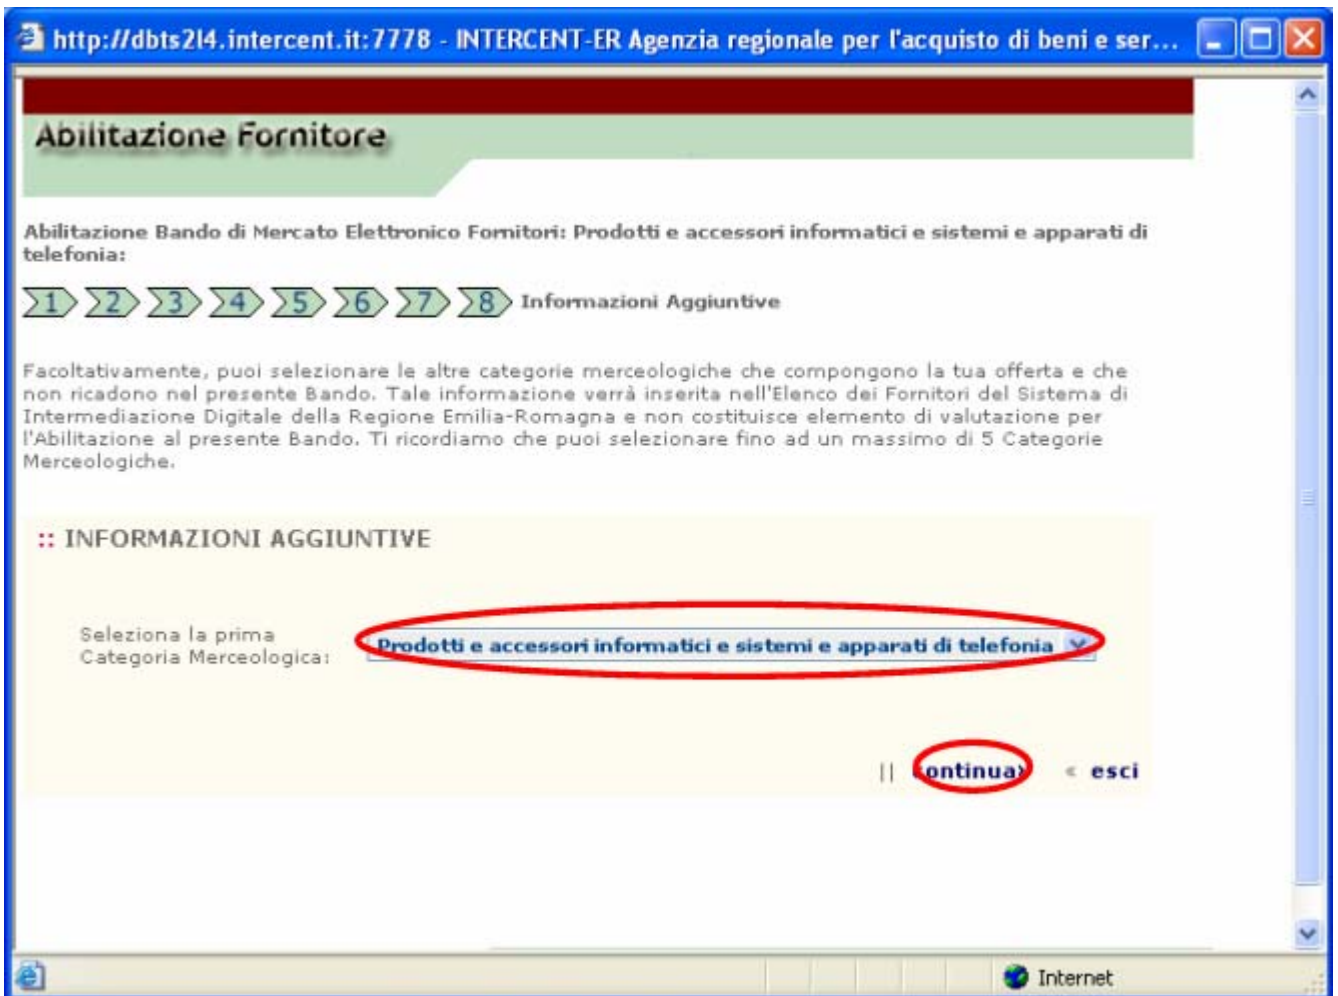 http://dbts2l4.intercent.it:7778 - INTERCENT-ER Agenzia regionale per l'acquisto di beni e ser...
Abilitazione Fornitore
Abilitazione Bando di Mercato Elettronico Fornitori: Prodotti e accessori informatici e sistemi e apparati di
telefonia:
1 2 3 4 5 6 7 8 Informazioni Aggiuntive
Facoltativamente, puoi selezionare le altre categorie merceologiche che compongono la tua offerta e che
non ricadono nel presente Bando. Tale informazione verrà inserita nell'Elenco dei Fornitori del Sistema di
Intermediazione Digitale della Regione Emilia-Romagna e non costituisce elemento di valutazione per
l'Abilitazione al presente Bando. Ti ricordiamo che puoi selezionare fino ad un massimo di 5 Categorie
Merceologiche.
:: INFORMAZIONI AGGIUNTIVE
Seleziona la prima
Categoria Merceologica:
Prodotti e accessori informatici e sistemi e apparati di telefonia
|| continua» « esci
Internet